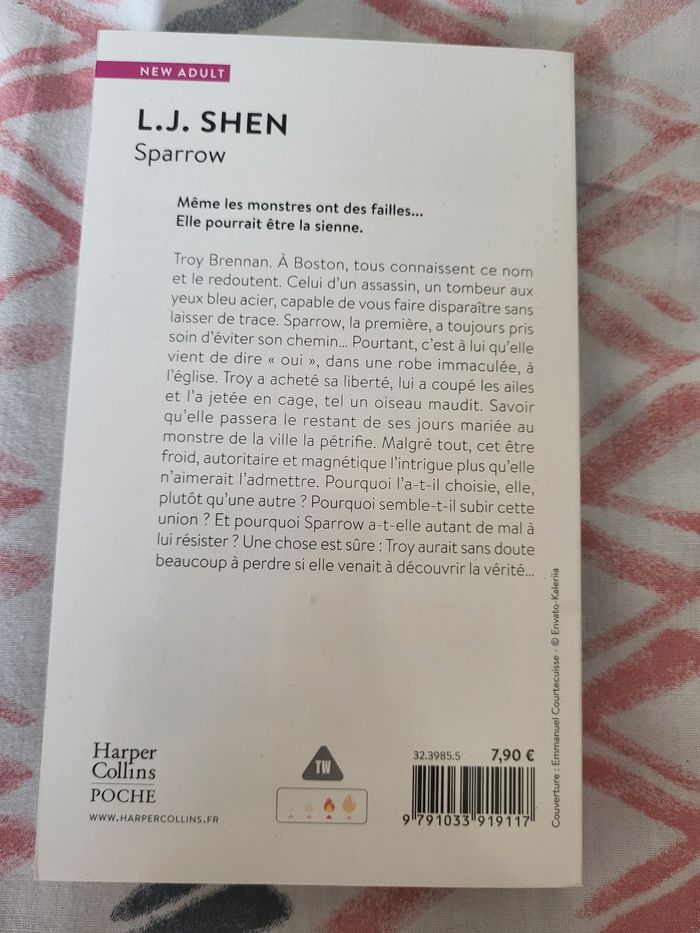 NEW ADULT
L.J. SHEN
Sparrow
Même les monstres ont des failles...
Elle pourrait être la sienne.
Troy Brennan. À Boston, tous connaissent ce nom
et le redoutent. Celui d'un assassin, un tombeur aux
yeux bleu acier, capable de vous faire disparaître sans
laisser de trace. Sparrow, la première, a toujours pris
soin d'éviter son chemin... Pourtant, c'est à lui qu'elle
vient de dire « oui », dans une robe immaculée, à
l'église. Troy a acheté sa liberté, lui a coupé les ailes
et l'a jetée en cage, tel un oiseau maudit. Savoir
qu'elle passera le restant de ses jours mariée au
monstre de la ville la pétrifie. Malgré tout, cet être
froid, autoritaire et magnétique l'intrigue plus qu'elle
n'aimerait l'admettre. Pourquoi l'a-t-il choisie, elle,
plutôt qu'une autre ? Pourquoi semble-t-il subir cette
union ? Et pourquoi Sparrow a-t-elle autant de mal à
lui résister ? Une chose est sûre : Troy aurait sans doute
beaucoup à perdre si elle venait à découvrir la vérité...
Couverture : Emmanuel Courtecuisse - © Envato-Kaleriia
Harper
Collins
POCHE
WWW.HARPERCOLLINS.FR
TW
32.3985.5 7,90 €
9 791033 919117